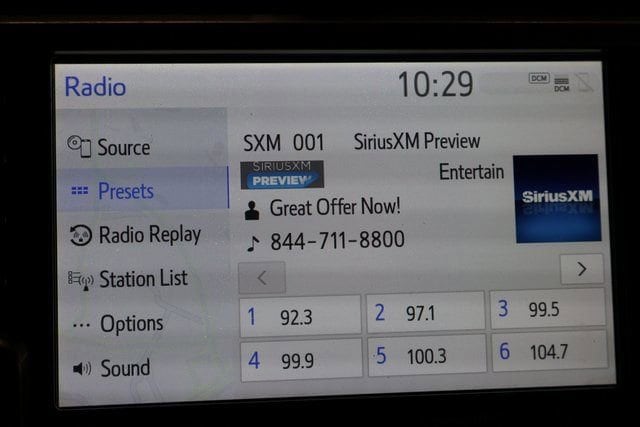 Radio 10:29 DCM DCM
Source
Presets
Radio Replay
Station List
Options
Sound
SXM 001 SiriusXM Preview
SIRIUSXM
PREVIEW
Entertain
SiriusXM
Great Offer Now!
844-711-8800
<
>
1 92.3 2 97.1 3 99.5
4 99.9 5 100.3 6 104.7